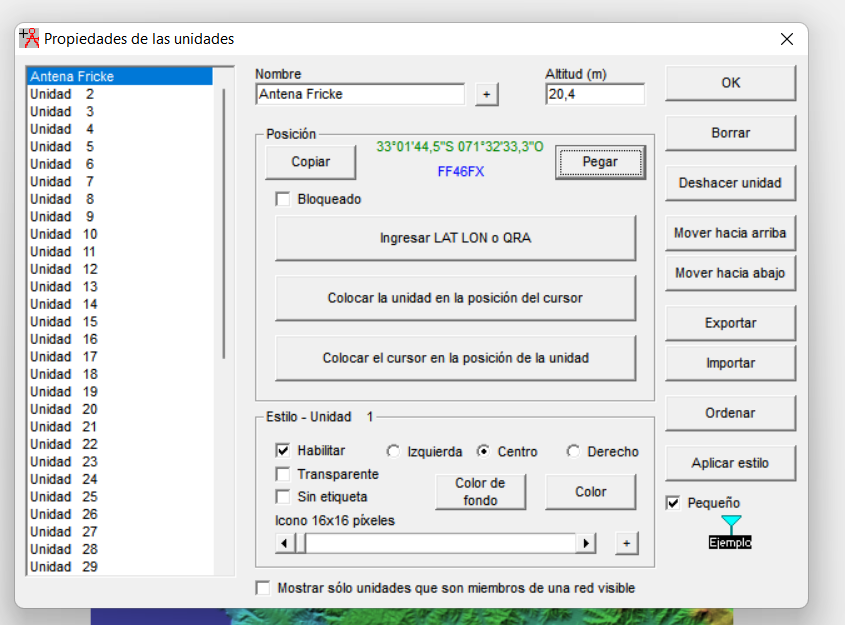 Propiedades de las unidades
Antena Fricke
Unidad 2
Unidad 3
Unidad 4
Unidad 5
Unidad 6
Unidad 7
Unidad 8
Unidad 9
Unidad 10
Unidad 11
Unidad 12
Unidad 13
Unidad 14
Unidad 15
Unidad 16
Unidad 17
Unidad 18
Unidad 19
Unidad 20
Unidad 21
Unidad 22
Unidad 23
Unidad 24
Unidad 25
Unidad 26
Unidad 27
Unidad 28
Unidad 29
Nombre
Antena Fricke
+
Altitud (m)
20,4
Posición
Copiar
33°01'44,5"S 071°32'33,3"O
FF46FX
Pegar
Bloqueado
Ingresar LAT LON o QRA
Colocar la unidad en la posición del cursor
Colocar el cursor en la posición de la unidad
Estilo - Unidad 1
Habilitar
Izquierda
Centro
Derecho
Transparente
Sin etiqueta
Color de
fondo
Color
Icono 16x16 píxeles
+
Mostrar sólo unidades que son miembros de una red visible
OK
Borrar
Deshacer unidad
Mover hacia arriba
Mover hacia abajo
Exportar
Importar
Ordenar
Aplicar estilo
Pequeño
Ejemplo